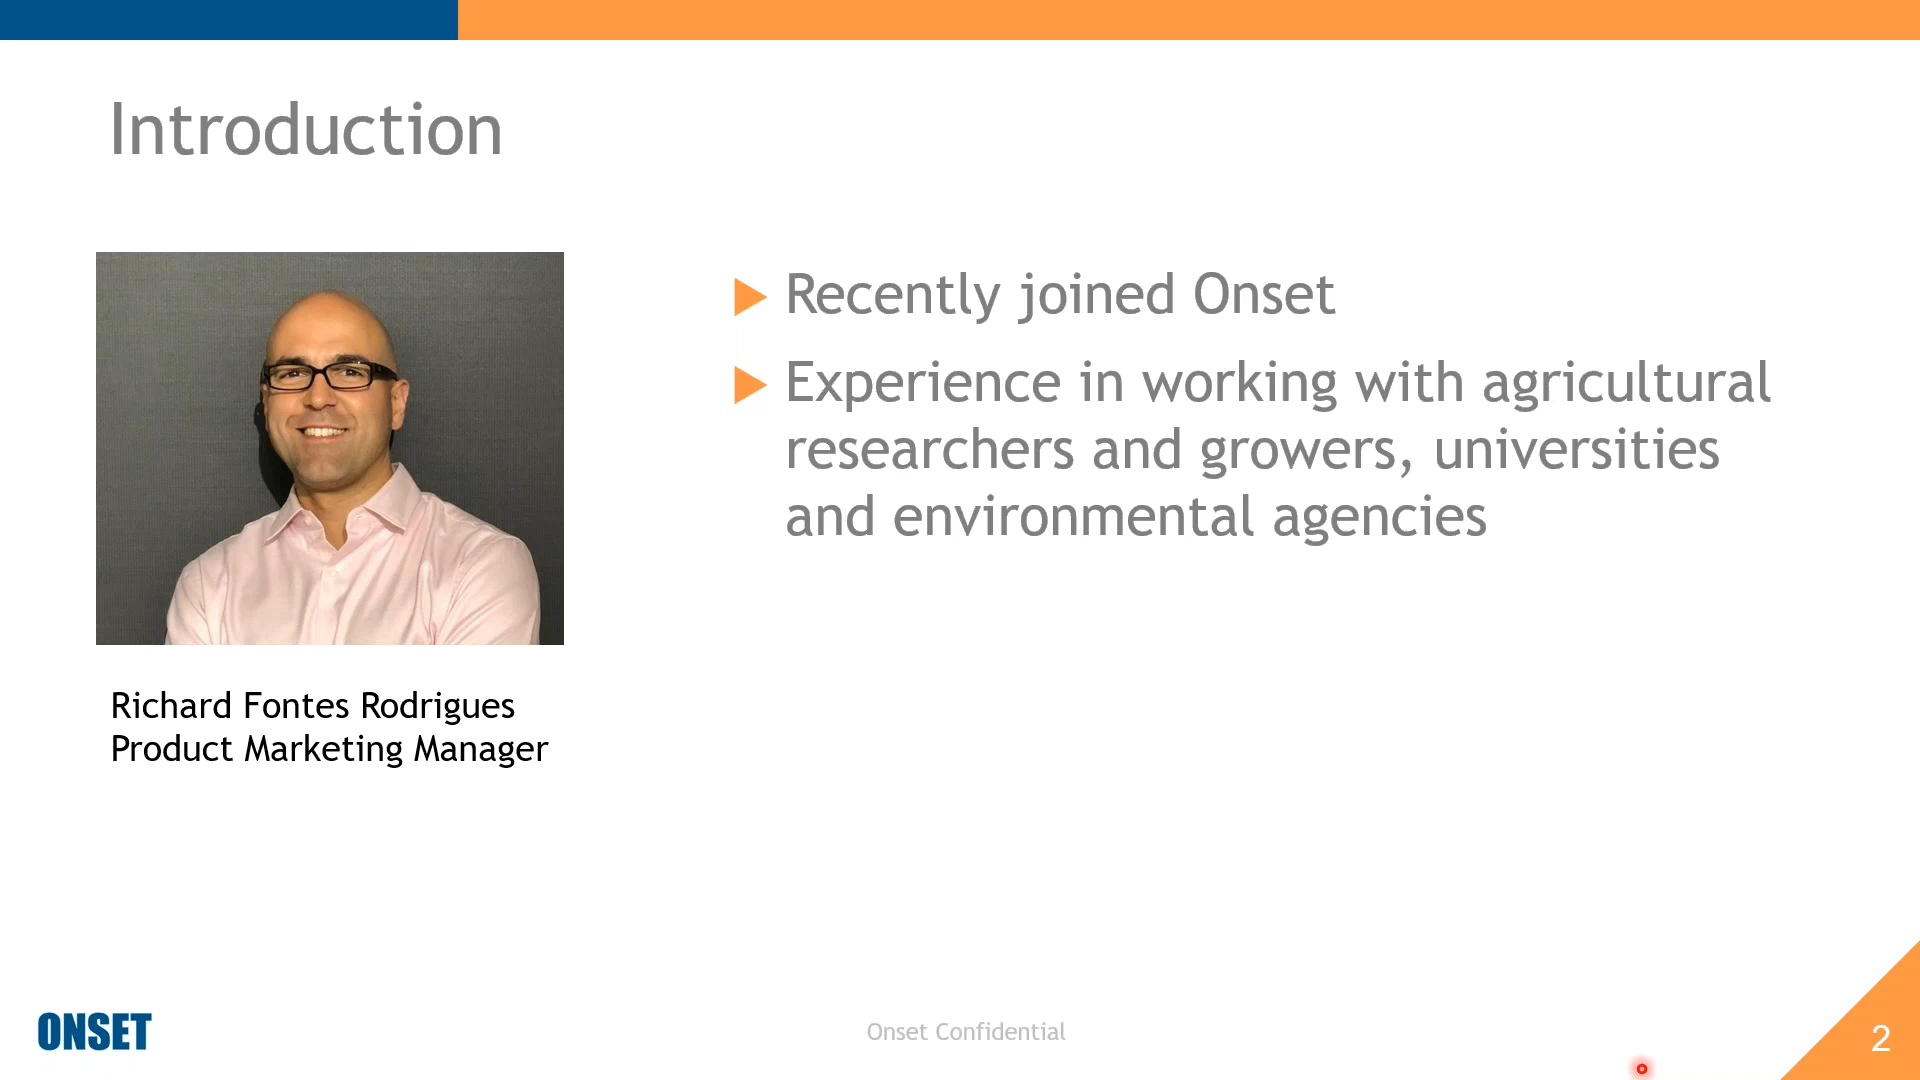 Introduction
Recently joined Onset
Experience in working with agricultural
researchers and growers, universities
and environmental agencies
Richard Fontes Rodrigues
Product Marketing Manager
ONSET
Onset Confidential
2